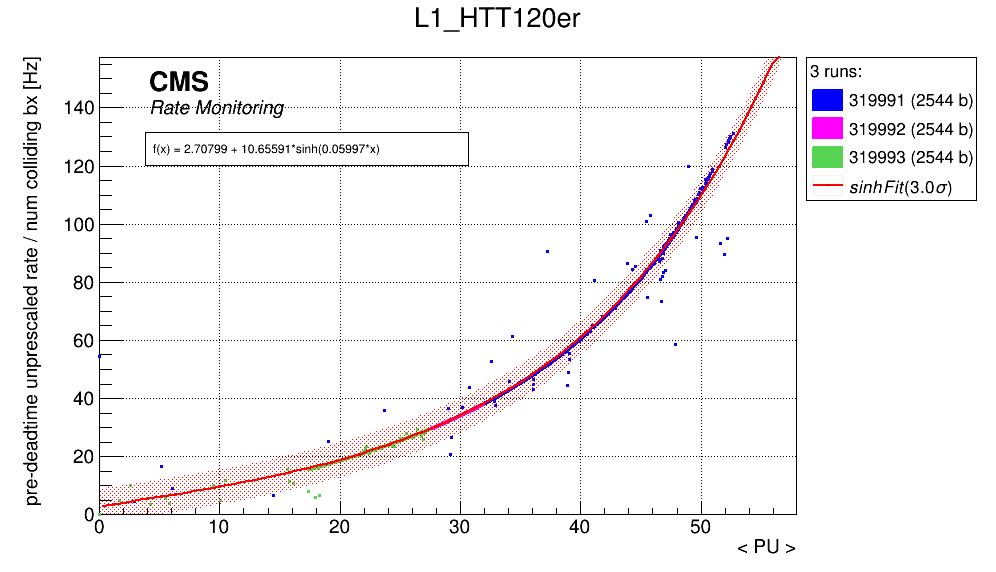 L1_HTT120er
pre-deadtime unprescaled rate / num colliding bx [Hz]
CMS
Rate Monitoring
f(x) = 2.70799 + 10.65591*sinh(0.05997*x)
140
120
100
80
60
40
20
0
0 10 20 30 40 50
< PU >
3 runs:
319991 (2544 b)
319992 (2544 b)
319993 (2544 b)
sinhFit(3.0σ)